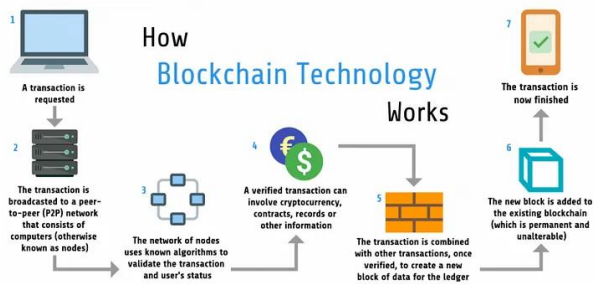 How
Blockchain Technology
Works
1
A transaction is
requested
2
The transaction is
broadcasted to a peer-
to-peer (P2P) network
that consists of
computers (otherwise
known as nodes)
3
The network of nodes
uses known algorithms to
validate the transaction
and user's status
4
€
$
A verified transaction can
involve cryptocurrency,
contracts, records or
other information
5
The transaction is combined
with other transactions, once
verified, to create a new
block of data for the ledger
6
The new block is added to
the existing blockchain
(which is permanent and
unalterable)
7
The transaction is
now finished